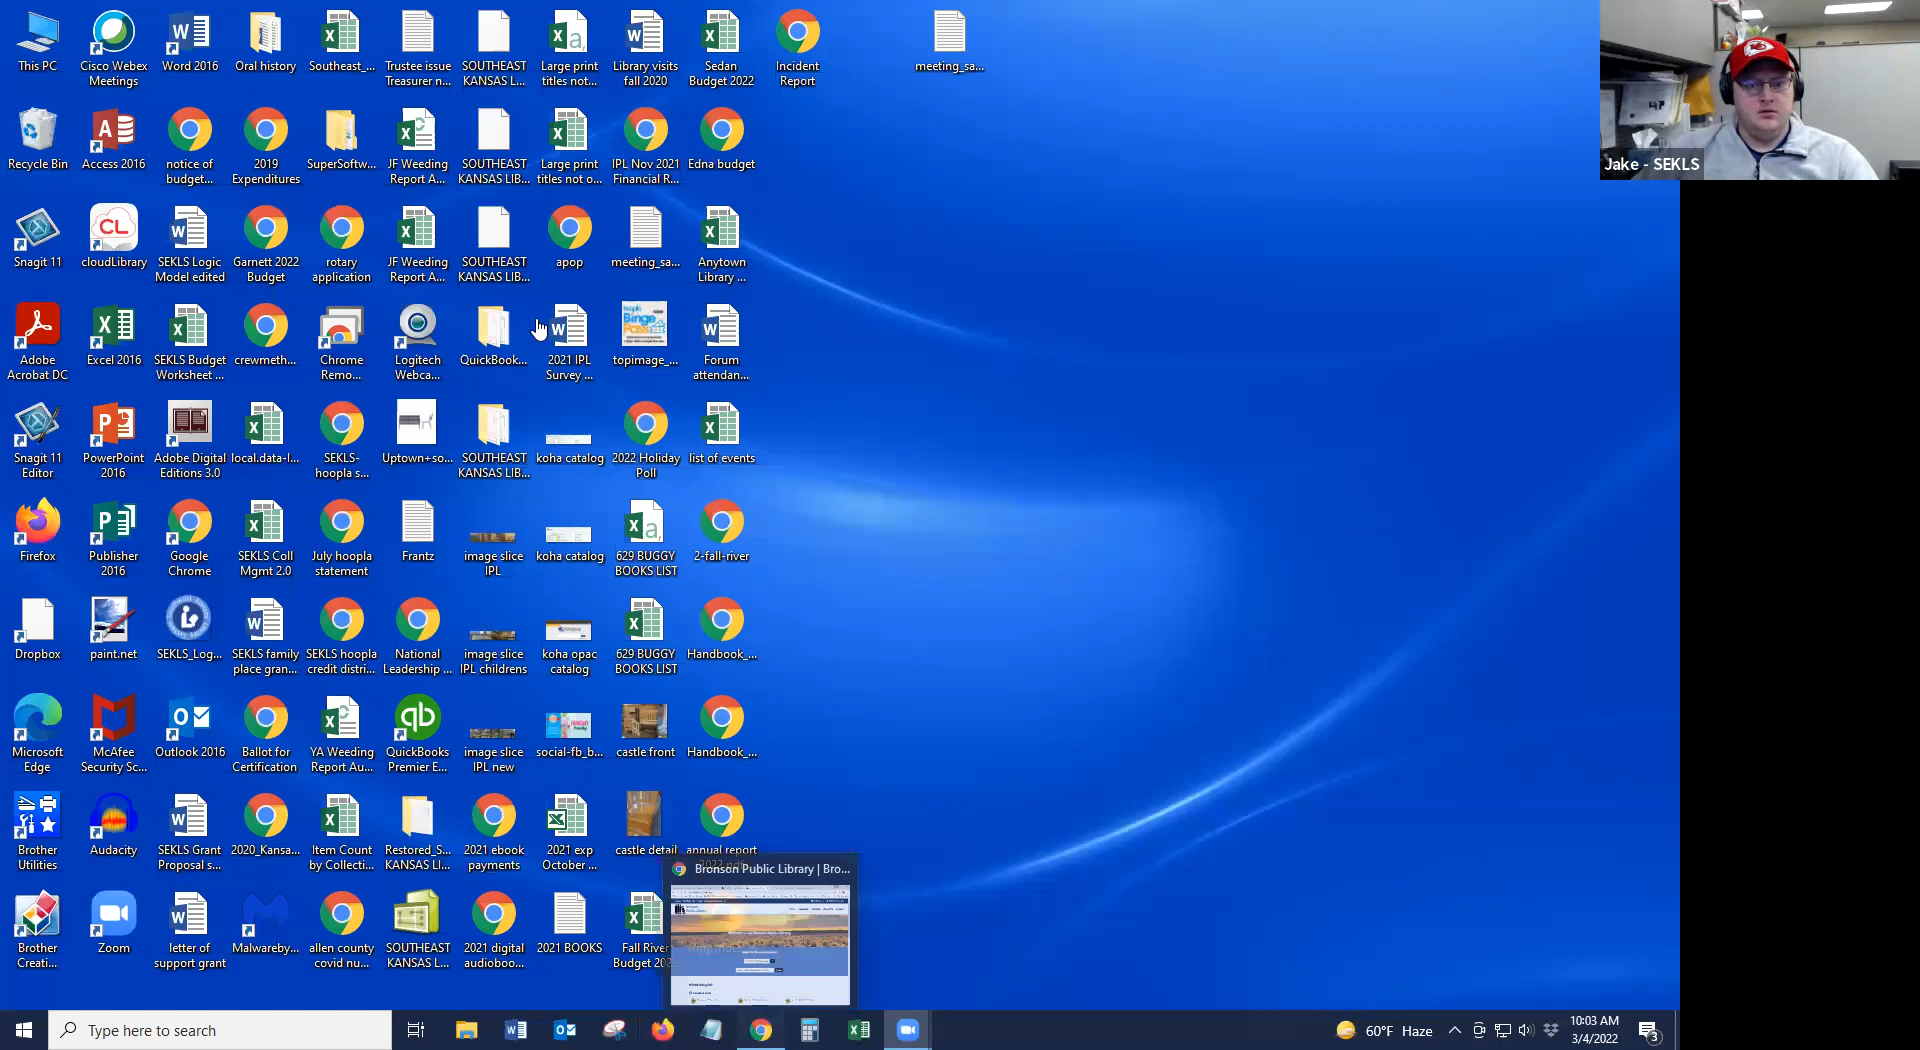 This PC
Cisco Webex
Meetings
Word 2016
Oral history
Southeast_...
Trustee issue
Treasurer n...
SOUTHEAST
KANSAS L...
Large print
titles not...
Library visits
fall 2020
Sedan
Budget 2022
Incident
Report
meeting_sa...
Jake - SEKLS
Recycle Bin
Access 2016
notice of
budget...
2019
Expenditures
SuperSoftw...
JF Weeding
Report A...
SOUTHEAST
KANSAS LIB...
Large print
titles not o...
IPL Nov 2021
Financial R...
Edna budget
Snagit 11
CL
cloudLibrary
SEKLS Logic
Model edited
Garnett 2022
Budget
rotary
application
JF Weeding
Report A...
SOUTHEAST
KANSAS LIB...
apop
meeting_sa...
Anytown
Library ...
Adobe
Acrobat DC
Excel 2016
SEKLS Budget
Worksheet ...
crewmeth...
Chrome
Remo...
Logitech
Webca...
QuickBook...
2021 IPL
Survey ...
hoopla
Binge
Pass
topimage_...
Forum
attendan...
Snagit 11
Editor
PowerPoint
2016
Adobe Digital
Editions 3.0
local.data-l...
SEKLS-
hoopla s...
Uptown+so...
SOUTHEAST
KANSAS LIB...
koha catalog
2022 Holiday
Poll
list of events
Firefox
Publisher
2016
Google
Chrome
SEKLS Coll
Mgmt 2.0
July hoopla
statement
Frantz
image slice
IPL
koha catalog
629 BUGGY
BOOKS LIST
2-fall-river
Dropbox
paint.net
SEKLS_Log...
SEKLS family
place gran...
SEKLS hoopla
credit distri...
National
Leadership ...
image slice
IPL childrens
koha opac
catalog
629 BUGGY
BOOKS LIST
Handbook_...
Microsoft
Edge
McAfee
Security Sc...
Outlook 2016
Ballot for
Certification
YA Weeding
Report Au...
qb
QuickBooks
Premier E...
image slice
IPL new
social-fb_b...
castle front
Handbook_...
Brother
Utilities
Audacity
SEKLS Grant
Proposal s...
2020_Kansa...
Item Count
by Collecti...
Restored_S...
KANSAS LI...
2021 ebook
payments
2021 exp
October ...
castle detail
annual report
Bronson Public Library | Bro...
Brother
Creati...
Zoom
letter of
support grant
Malwareby...
allen county
covid nu...
SOUTHEAST
KANSAS L...
2021 digital
audioboo...
2021 BOOKS
Fall River
Budget 202
Type here to search
60°F Haze
10:03 AM
3/4/2022
3